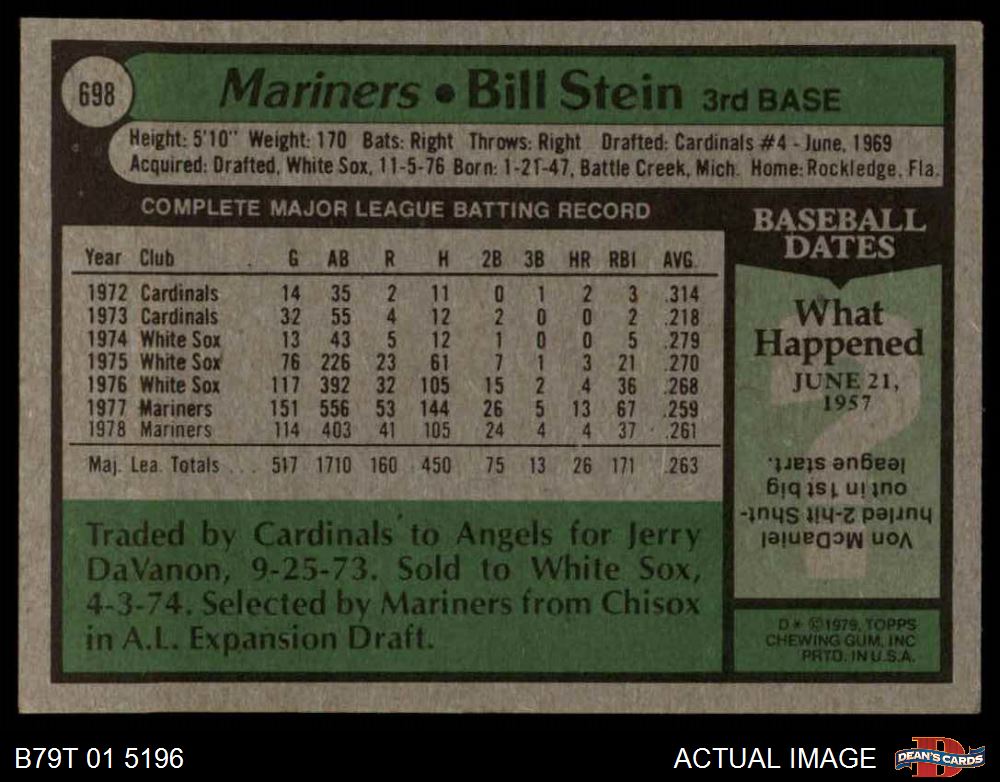 698
Mariners • Bill Stein 3rd BASE
Height: 5'10" Weight: 170 Bats: Right Throws: Right Drafted: Cardinals #4 - June, 1969
Acquired: Drafted, White Sox, 11-5-76 Born: 1-21-47, Battle Creek, Mich. Home: Rockledge, Fla.
COMPLETE MAJOR LEAGUE BATTING RECORD
Year Club G AB R H 2B 3B HR RBI AVG.
1972 Cardinals 14 35 2 11 0 1 2 3 .314
1973 Cardinals 32 55 4 12 2 0 0 2 .218
1974 White Sox 13 43 5 12 1 0 0 5 .279
1975 White Sox 76 226 23 61 7 1 3 21 .270
1976 White Sox 117 392 32 105 15 2 4 36 .268
1977 Mariners 151 556 53 144 26 5 13 67 .259
1978 Mariners 114 403 41 105 24 4 4 37 .261
Maj. Lea. Totals ... 517 1710 160 450 75 13 26 171 .263
Traded by Cardinals to Angels for Jerry
DaVanon, 9-25-73. Sold to White Sox,
4-3-74. Selected by Mariners from Chisox
in A.L. Expansion Draft.
BASEBALL
DATES
What
Happened
JUNE 21,
1957
Von McDaniel
hurled 2-hit Shut-
out in 1st big
league start.
D* ©1979, TOPPS
CHEWING GUM, INC
PRTD. IN U.S.A.
B79T 01 5196
ACTUAL IMAGE
D
DEAN'S CARDS